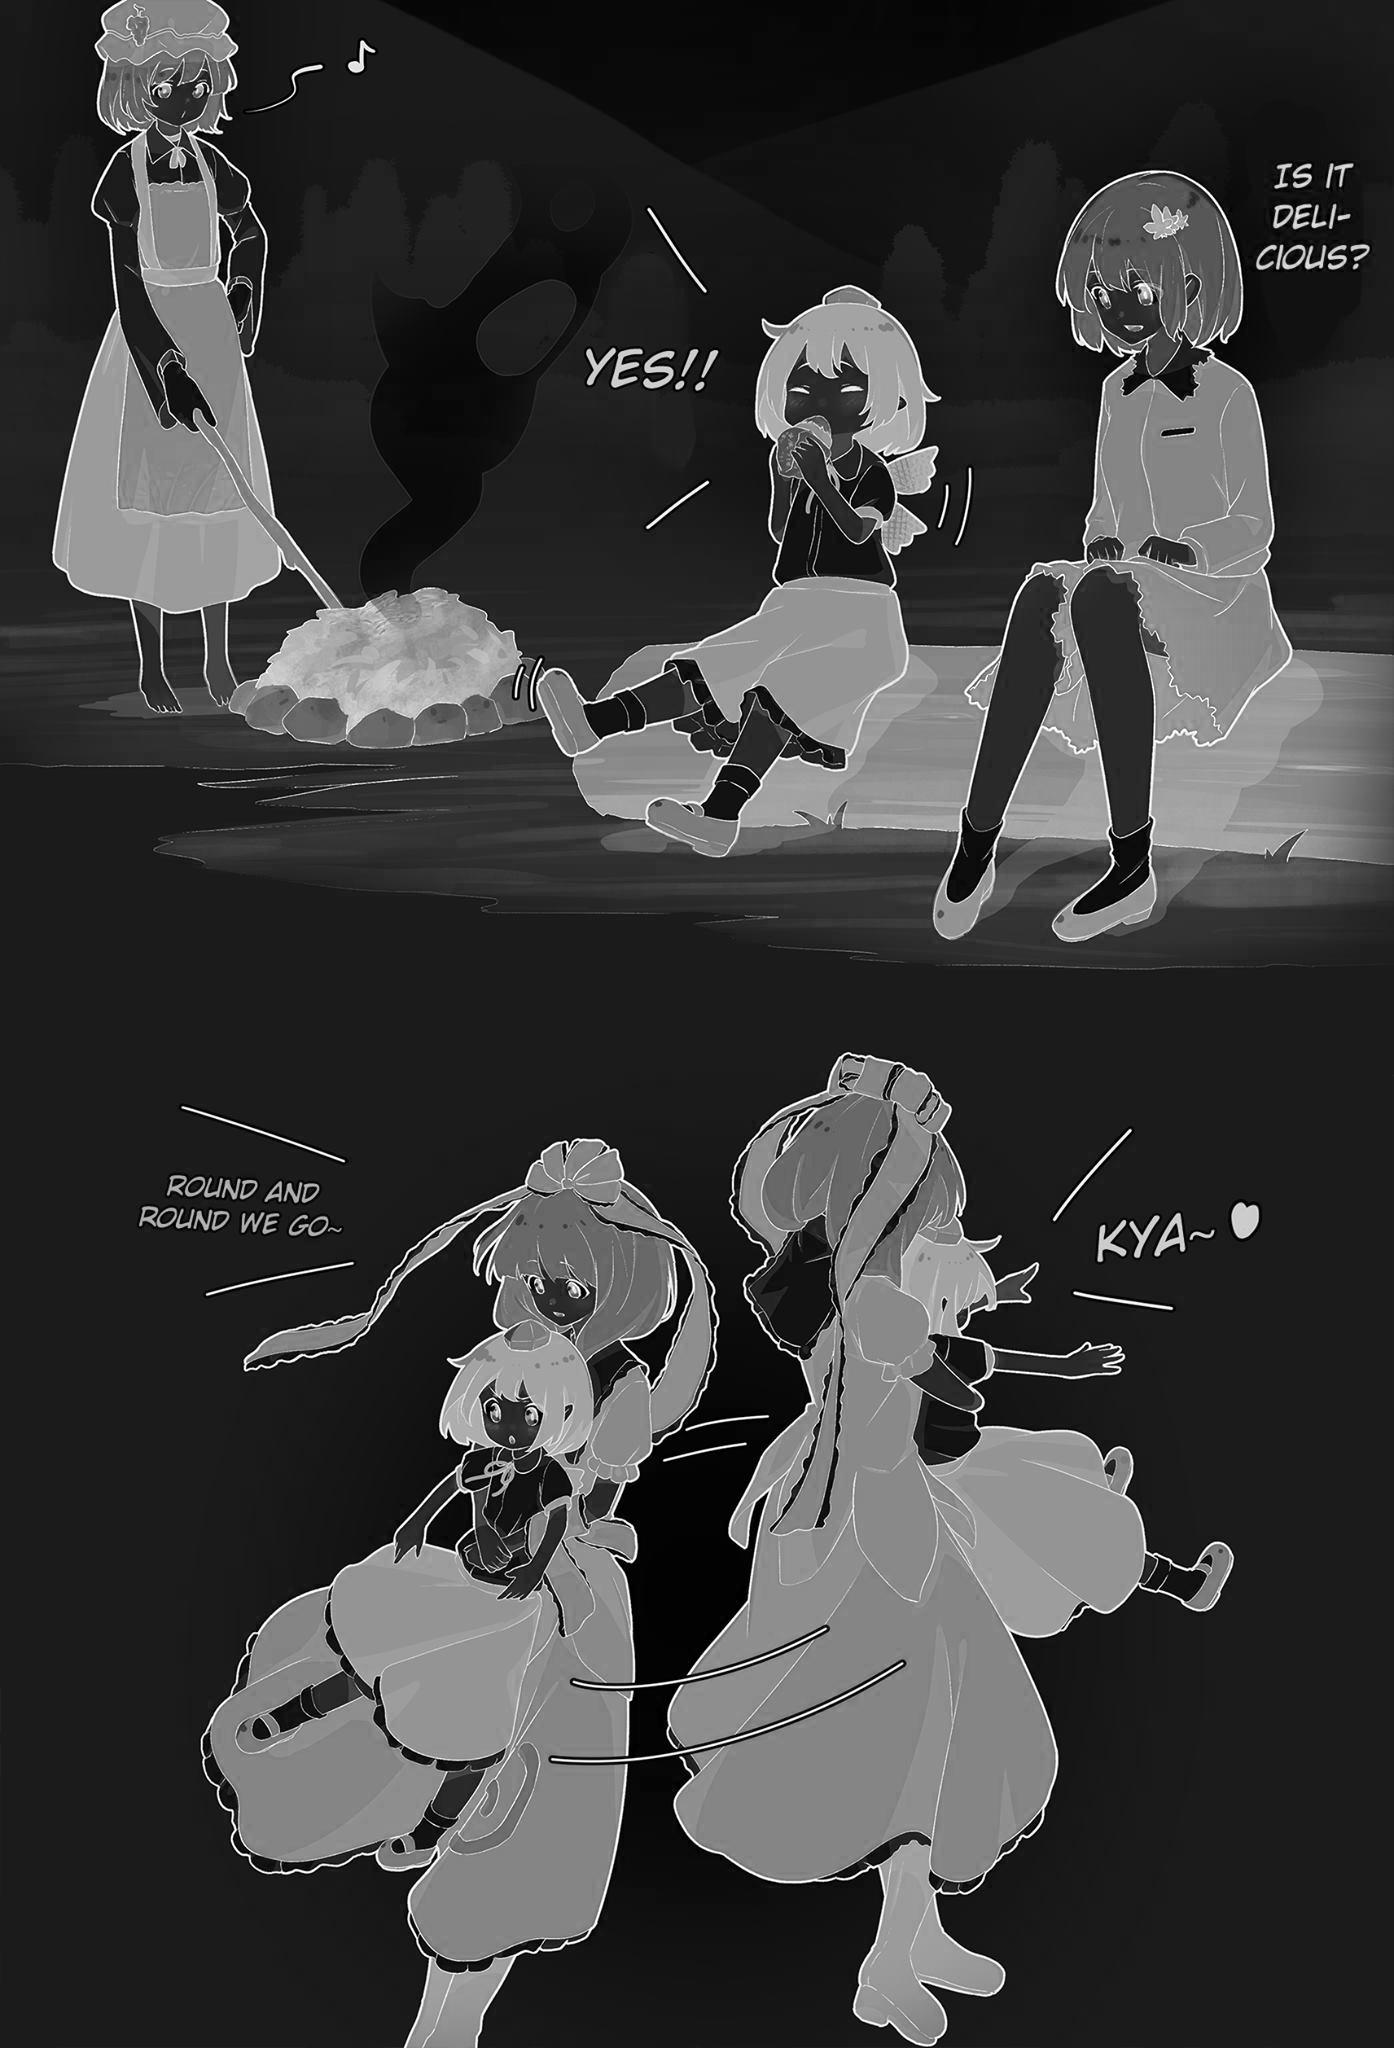 IS IT
DELI-
CIOUS?
YES!!
ROUND AND
ROUND WE GO~
KYA~ ♥